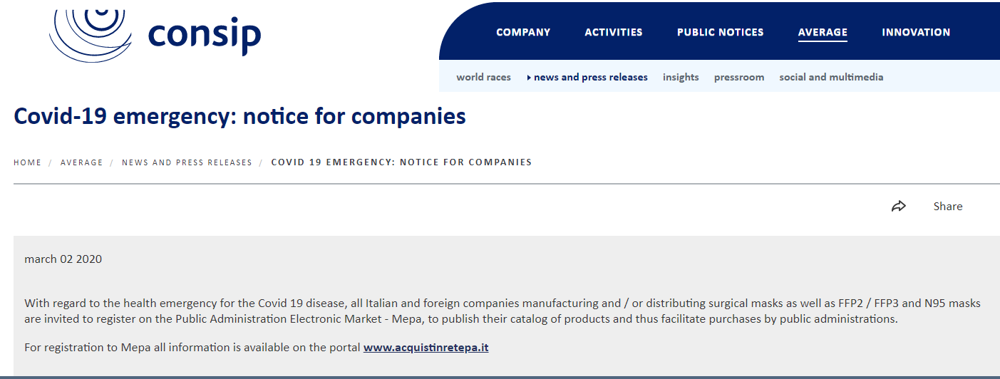 consip
COMPANY ACTIVITIES PUBLIC NOTICES AVERAGE INNOVATION
world races news and press releases insights pressroom social and multimedia
Covid-19 emergency: notice for companies
HOME / AVERAGE / NEWS AND PRESS RELEASES / COVID 19 EMERGENCY: NOTICE FOR COMPANIES
Share
march 02 2020
With regard to the health emergency for the Covid 19 disease, all Italian and foreign companies manufacturing and / or distributing surgical masks as well as FFP2 / FFP3 and N95 masks
are invited to register on the Public Administration Electronic Market - Mepa, to publish their catalog of products and thus facilitate purchases by public administrations.
For registration to Mepa all information is available on the portal www.acquistinretepa.it